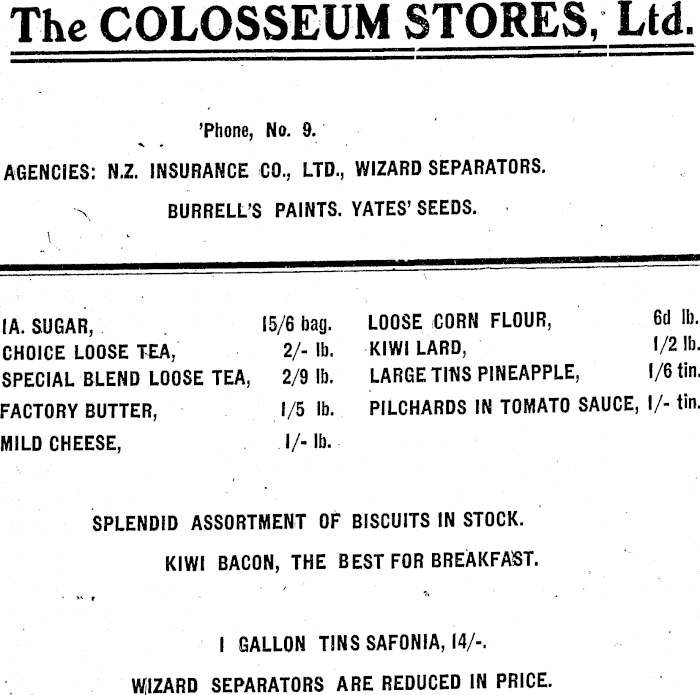 The COLOSSEUM STORES, Ltd.
'Phone, No. 9.
AGENCIES: N.Z. INSURANCE CO., LTD., WIZARD SEPARATORS.
BURRELL'S PAINTS. YATES' SEEDS.
1A. SUGAR, 15/6 bag.
CHOICE LOOSE TEA, 2/- lb.
SPECIAL BLEND LOOSE TEA, 2/9 lb.
FACTORY BUTTER, 1/5 lb.
MILD CHEESE, 1/- lb.
LOOSE CORN FLOUR, 6d lb.
KIWI LARD, 1/2 lb.
LARGE TINS PINEAPPLE, 1/6 tin.
PILCHARDS IN TOMATO SAUCE, 1/- tin.
SPLENDID ASSORTMENT OF BISCUITS IN STOCK.
KIWI BACON, THE BEST FOR BREAKFAST.
1 GALLON TINS SAFONIA, 14/-.
WIZARD SEPARATORS ARE REDUCED IN PRICE.